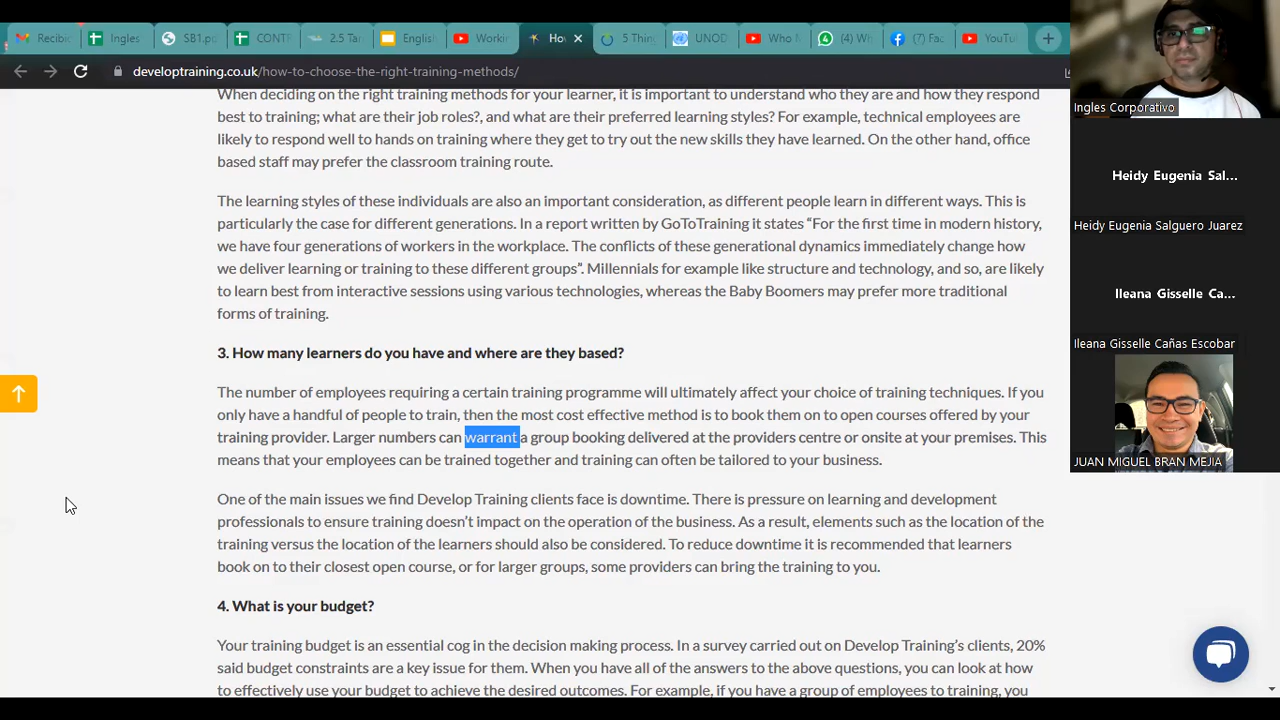 Recibid
Ingles
SB1.pd
CONTR
2.5 Tar
English
Workin
How
5 Thing
UNOD
Who M
(4) Wh
(7) Fac
YouTu
developtraining.co.uk/how-to-choose-the-right-training-methods/
When deciding on the right training methods for your learner, it is important to understand who they are and how they respond
best to training; what are their job roles?, and what are their preferred learning styles? For example, technical employees are
likely to respond well to hands on training where they get to try out the new skills they have learned. On the other hand, office
based staff may prefer the classroom training route.
The learning styles of these individuals are also an important consideration, as different people learn in different ways. This is
particularly the case for different generations. In a report written by GoToTraining it states “For the first time in modern history,
we have four generations of workers in the workplace. The conflicts of these generational dynamics immediately change how
we deliver learning or training to these different groups”. Millennials for example like structure and technology, and so, are likely
to learn best from interactive sessions using various technologies, whereas the Baby Boomers may prefer more traditional
forms of training.
3. How many learners do you have and where are they based?
The number of employees requiring a certain training programme will ultimately affect your choice of training techniques. If you
only have a handful of people to train, then the most cost effective method is to book them on to open courses offered by your
training provider. Larger numbers can warrant a group booking delivered at the providers centre or onsite at your premises. This
means that your employees can be trained together and training can often be tailored to your business.
One of the main issues we find Develop Training clients face is downtime. There is pressure on learning and development
professionals to ensure training doesn’t impact on the operation of the business. As a result, elements such as the location of the
training versus the location of the learners should also be considered. To reduce downtime it is recommended that learners
book on to their closest open course, or for larger groups, some providers can bring the training to you.
4. What is your budget?
Your training budget is an essential cog in the decision making process. In a survey carried out on Develop Training’s clients, 20%
said budget constraints are a key issue for them. When you have all of the answers to the above questions, you can look at how
to effectively use your budget to achieve the desired outcomes. For example, if you have a group of employees to training, you
Ingles Corporativo
Heidy Eugenia Sal...
Heidy Eugenia Salguero Juarez
Ileana Gisselle Ca...
Ileana Gisselle Cañas Escobar
JUAN MIGUEL BRAN MEJIA